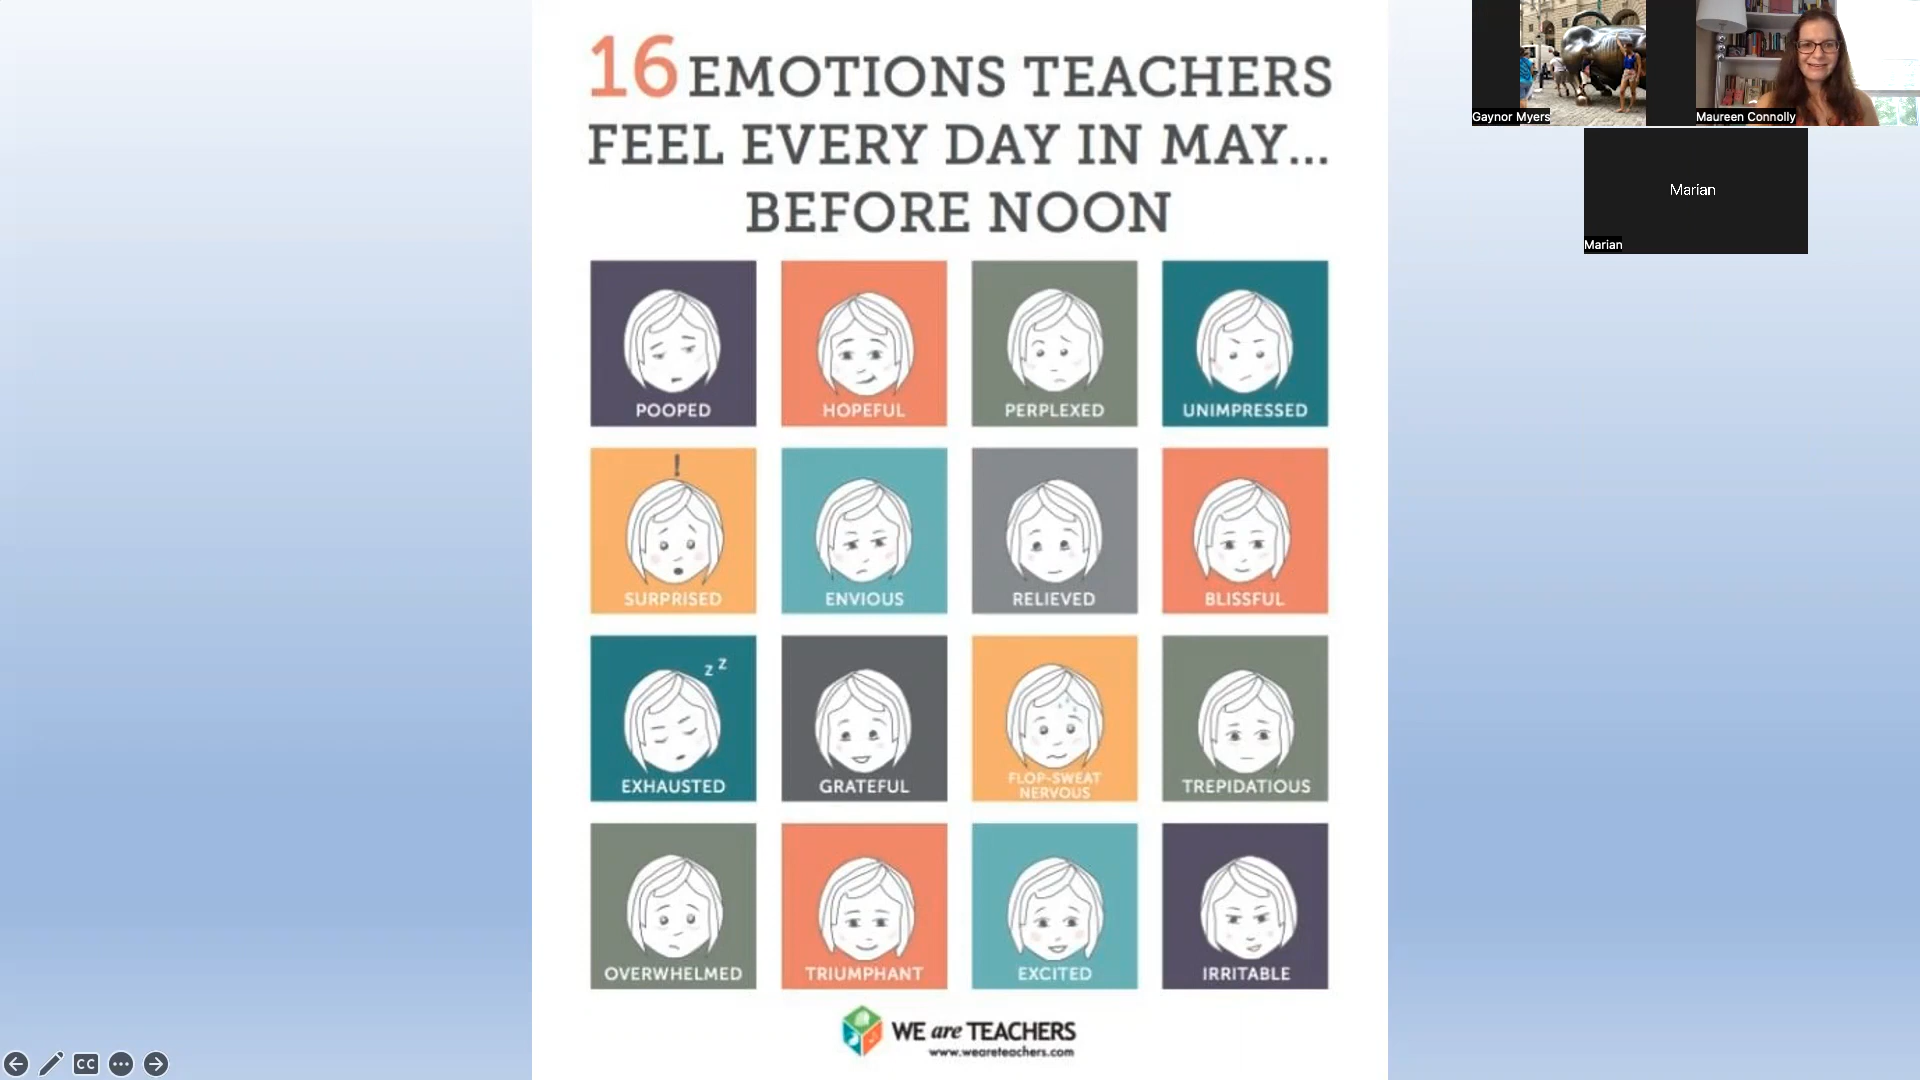 16 EMOTIONS TEACHERS
FEEL EVERY DAY IN MAY...
BEFORE NOON
POOPED
HOPEFUL
PERPLEXED
UNIMPRESSED
!
SURPRISED
ENVIOUS
RELIEVED
BLISSFUL
z z
EXHAUSTED
GRATEFUL
FLOP-SWEAT
NERVOUS
TREPIDATIOUS
OVERWHELMED
TRIUMPHANT
EXCITED
IRRITABLE
WE are TEACHERS
www.weareteachers.com
Gaynor Myers
Maureen Connolly
Marian
Marian
CC